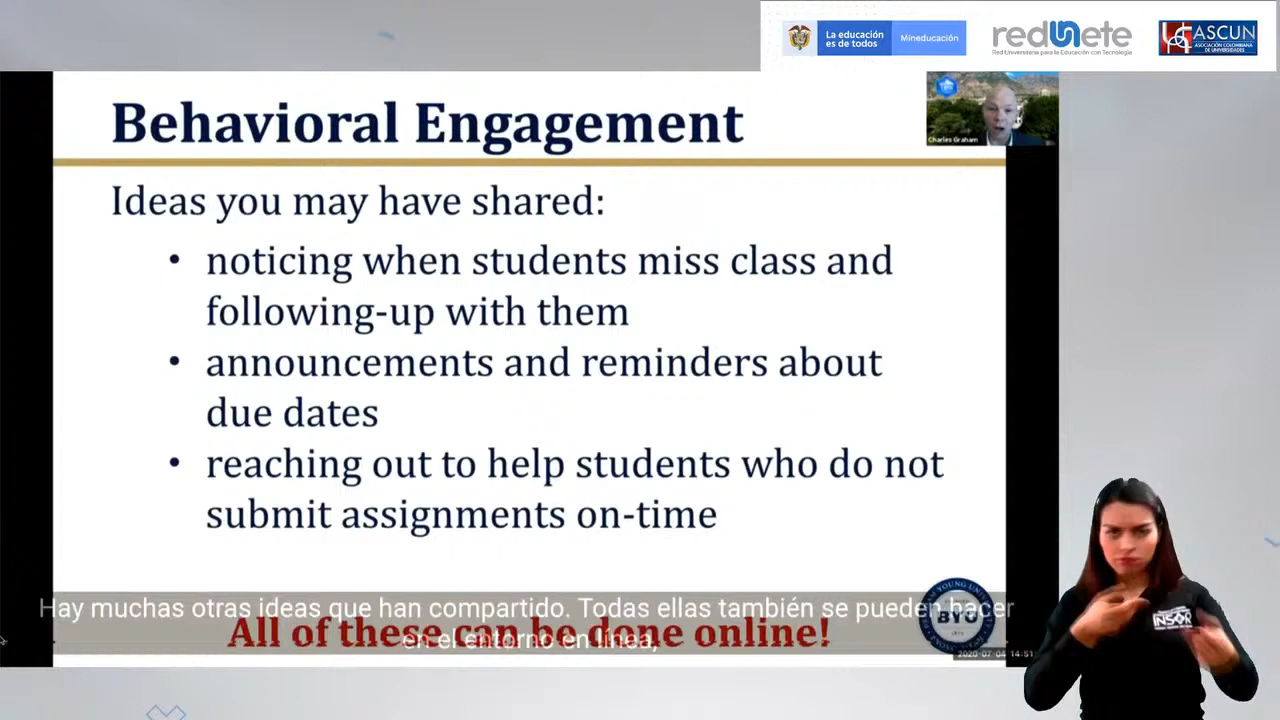 La educación
es de todos
Mineducación
redunete
Red Universitaria para la Educación con Tecnología
ASCUN
ASOCIACIÓN COLOMBIANA
DE UNIVERSIDADES
Behavioral Engagement
Charles Graham
Ideas you may have shared:
• noticing when students miss class and
following-up with them
• announcements and reminders about
due dates
• reaching out to help students who do not
submit assignments on-time
Hay muchas otras ideas que han compartido. Todas ellas también se pueden hacer
en el entorno en línea,
All of these can be done online!
BYU
2020-07-04 14:51
INSOR